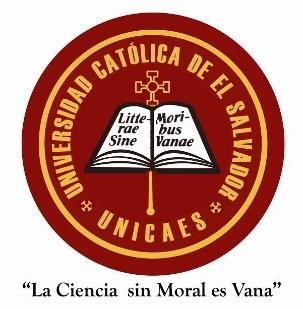 UNIVERSIDAD CATÓLICA DE EL SALVADOR
Litte-
rae
Sine
Mori-
bus
Vanae
UNICAES
“La Ciencia sin Moral es Vana”